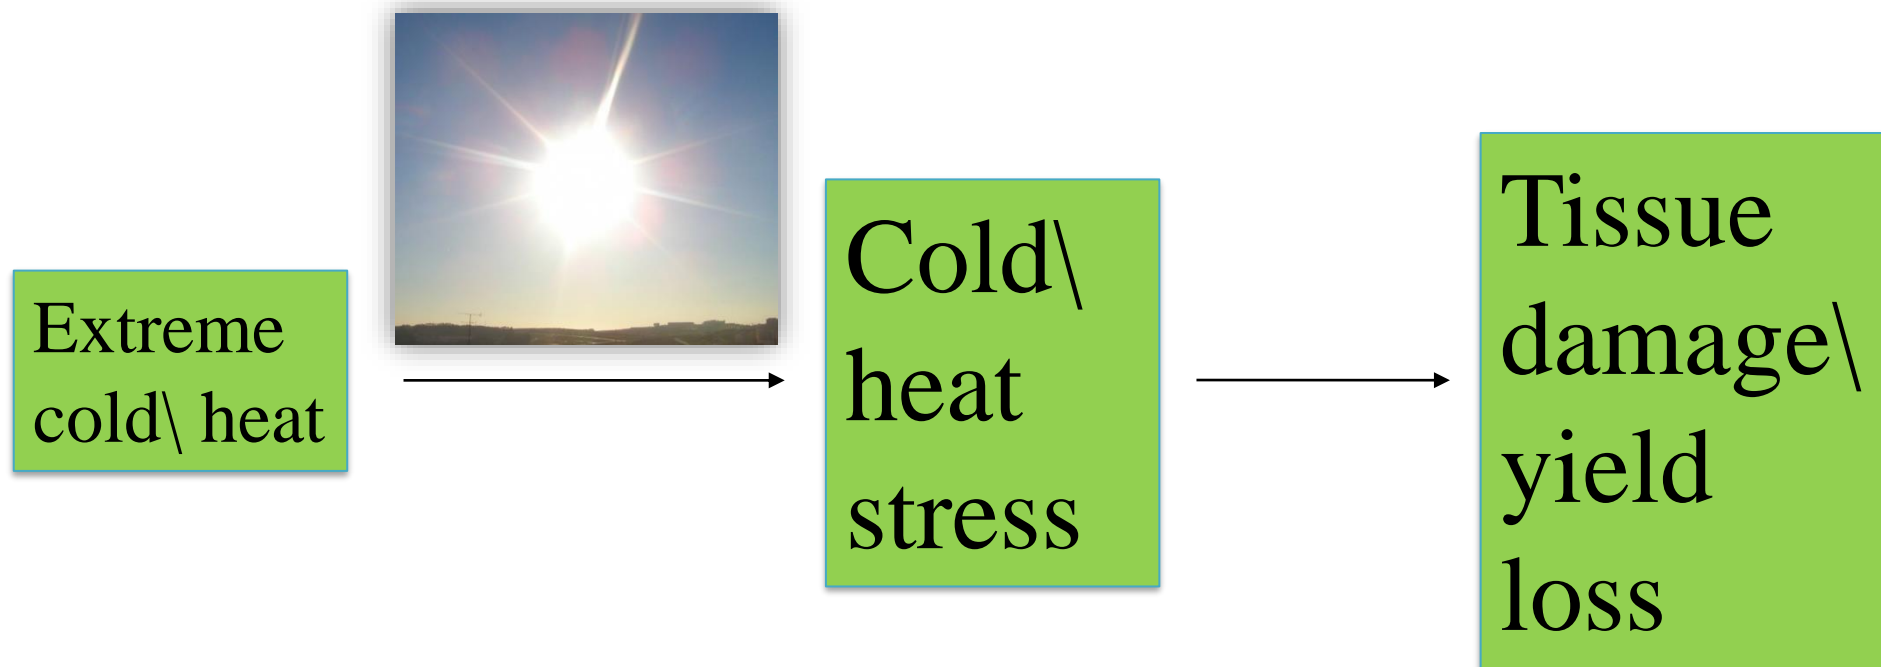 Extreme
cold\ heat
Cold\
heat
stress
Tissue
damage\
yield
loss